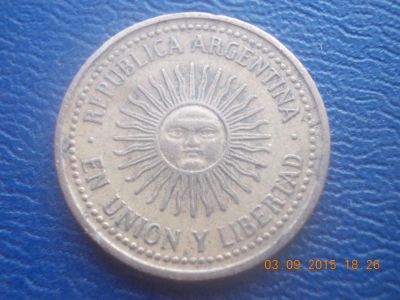 · REPUBLICA ARGENTINA ·
EN UNION Y LIBERTAD
03.09.2015 18:26